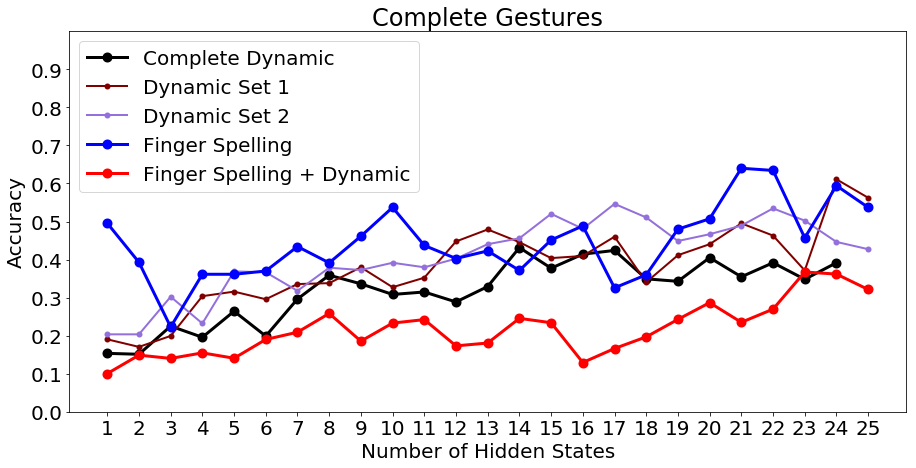 Complete Gestures
Complete Dynamic
Dynamic Set 1
Dynamic Set 2
Finger Spelling
Finger Spelling + Dynamic
Accuracy
0.9
0.8
0.7
0.6
0.5
0.4
0.3
0.2
0.1
0.0
1 2 3 4 5 6 7 8 9 10 11 12 13 14 15 16 17 18 19 20 21 22 23 24 25
Number of Hidden States